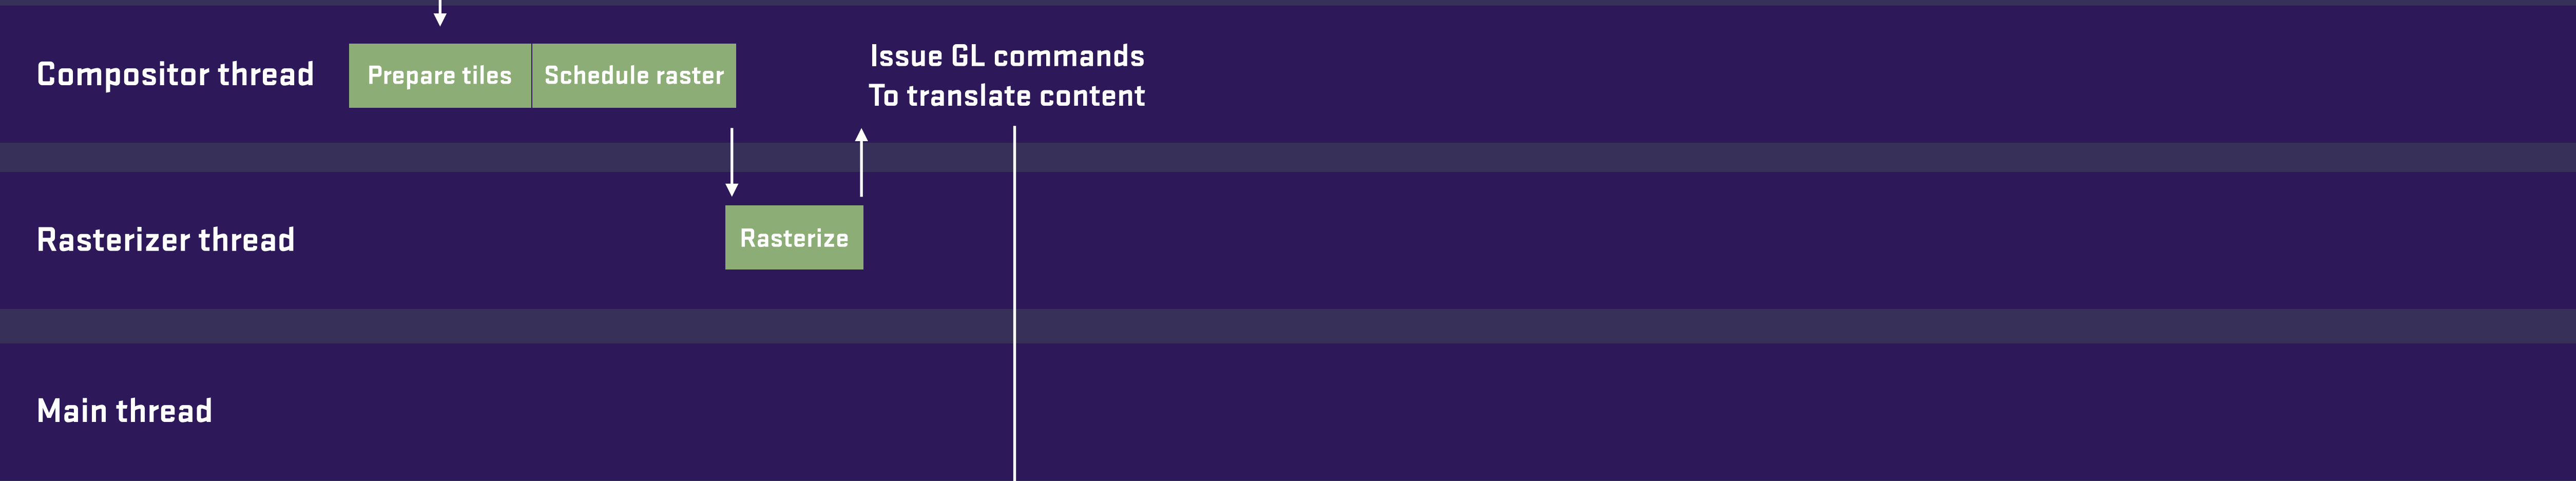 Compositor thread
Prepare tiles
Schedule raster
Issue GL commands
To translate content
Rasterizer thread
Rasterize
Main thread